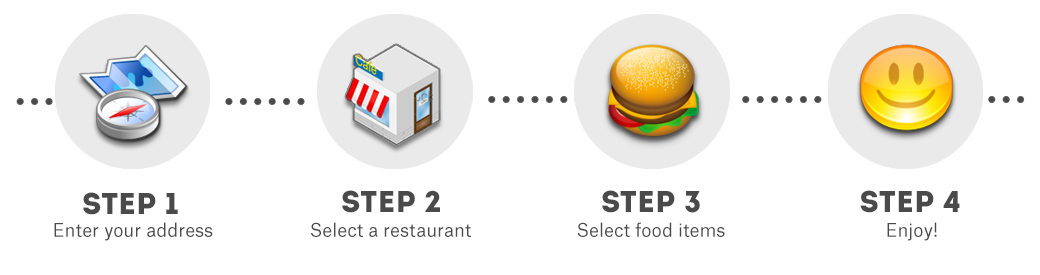 Cafe
STEP 1
Enter your address
STEP 2
Select a restaurant
STEP 3
Select food items
STEP 4
Enjoy!